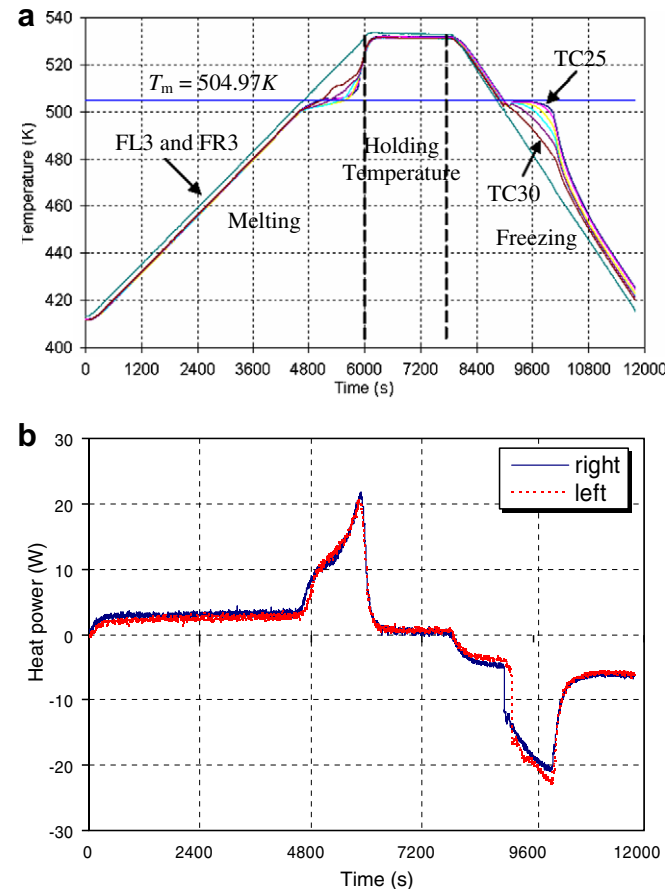 a
540
520
500
480
460
440
420
400
Temperature (K)
Tm = 504.97K
FL3 and FR3
Melting
Holding
Temperature
TC25
TC30
Freezing
0 1200 2400 3600 4800 6000 7200 8400 9600 10800 12000
Time (s)
b
30
20
10
0
-10
-20
-30
Heat power (W)
right
left
0 2400 4800 7200 9600 12000
Time (s)